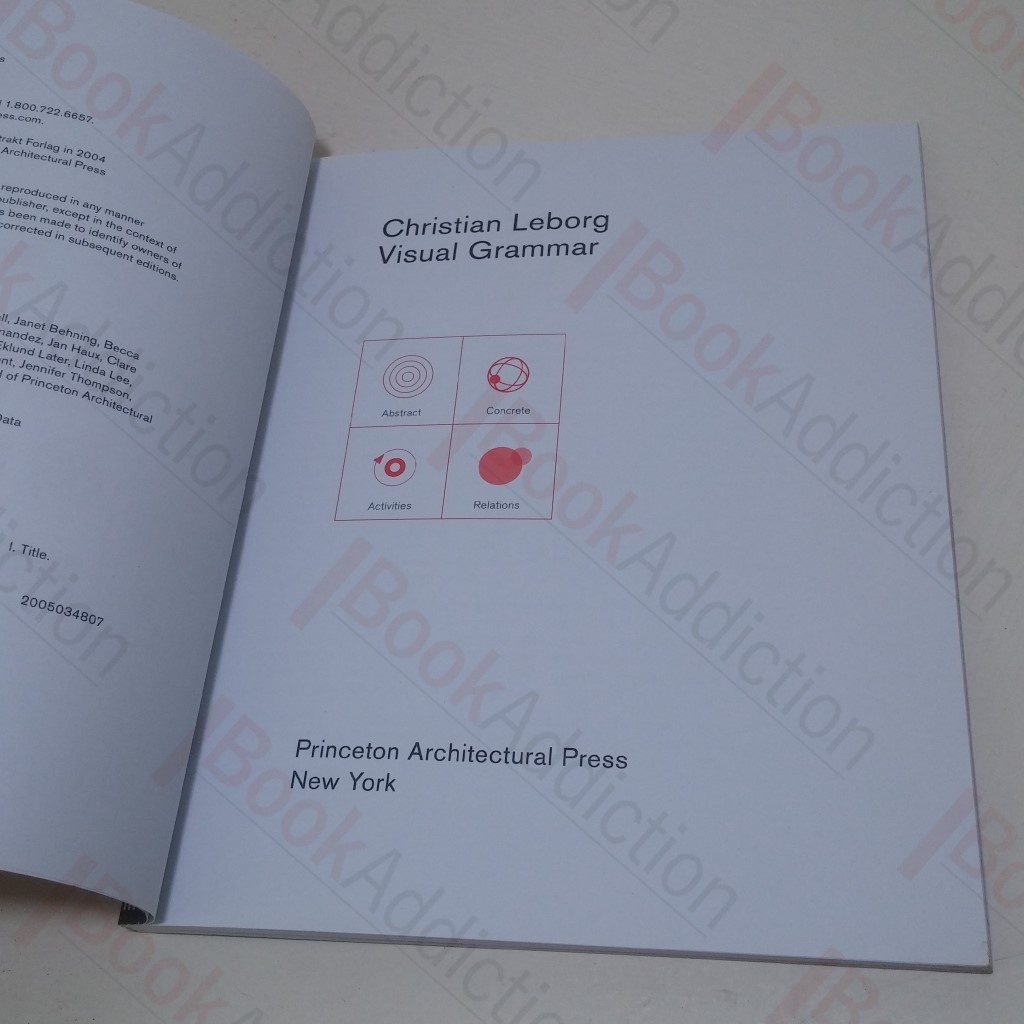 1.800.722.6657.
ess.com.
trakt Forlag in 2004
Architectural Press
reproduced in any manner
ublisher, except in the context of
s been made to identify owners of
corrected in subsequent editions.
ll, Janet Behning, Becca
nandez, Jan Haux, Clare
Eklund Later, Linda Lee,
nt, Jennifer Thompson,
l of Princeton Architectural
Data
I. Title.
2005034807
Christian Leborg
Visual Grammar
Abstract
Concrete
Activities
Relations
Princeton Architectural Press
New York
BookAddiction